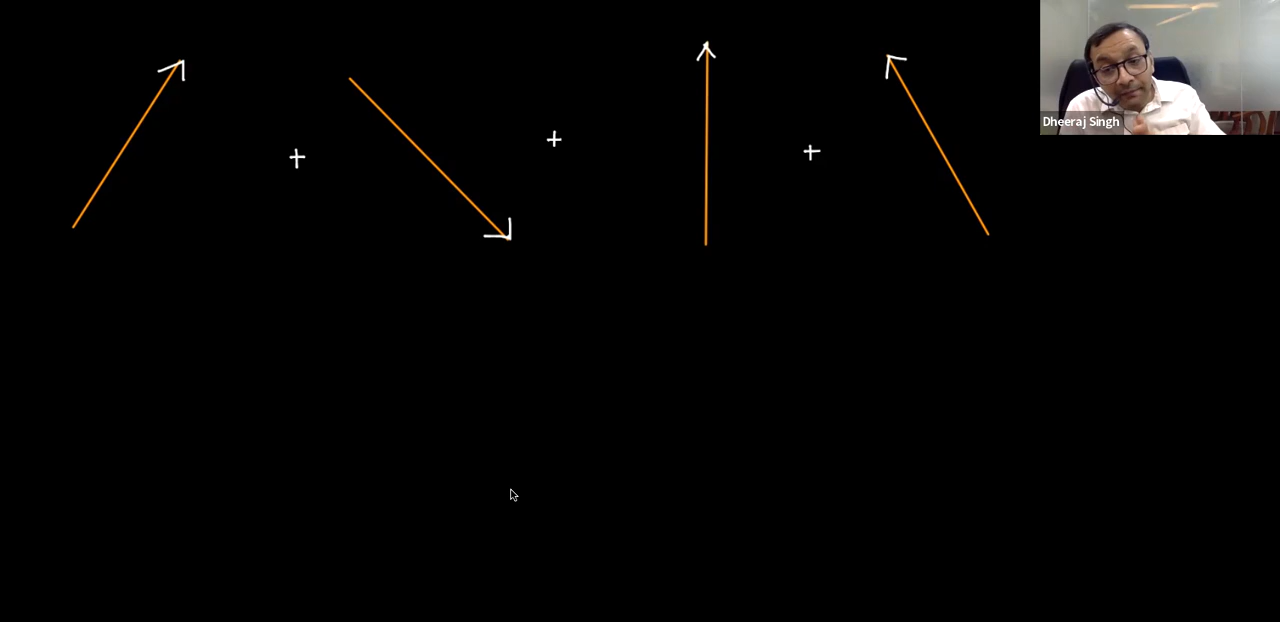 + + +
Dheeraj Singh